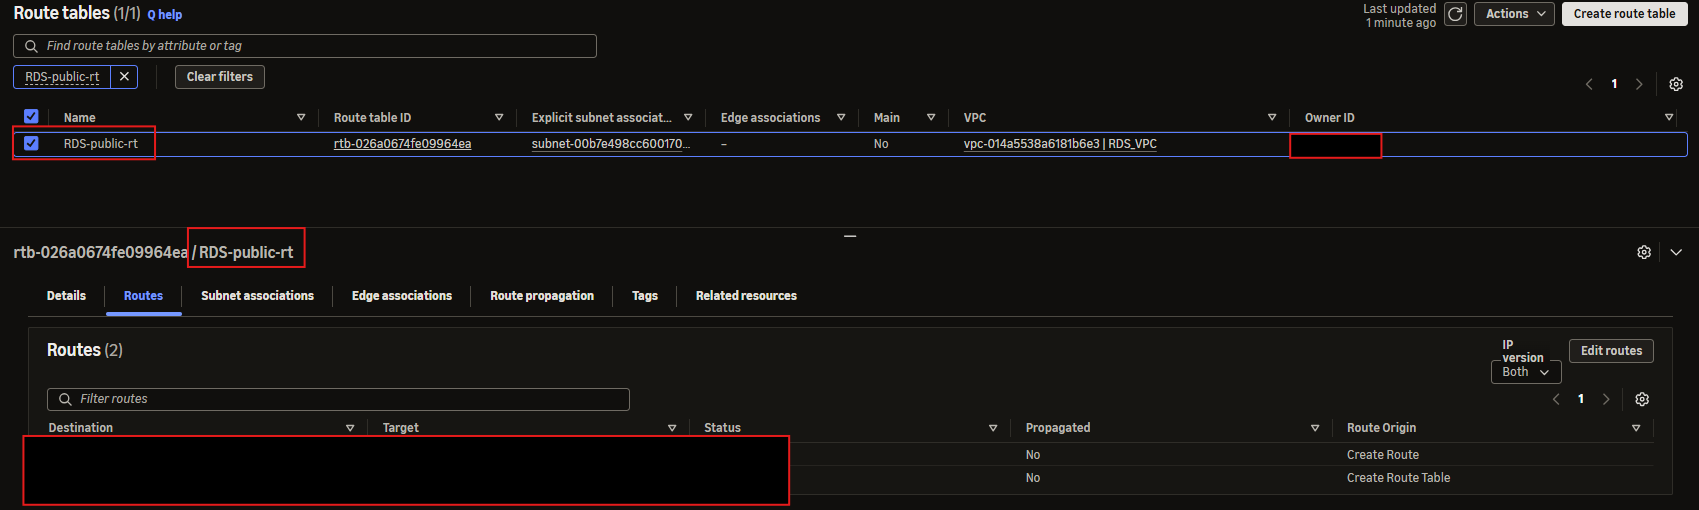 Route tables (1/1) Q help
Last updated
1 minute ago
Actions
Create route table
Find route tables by attribute or tag
RDS-public-rt
Clear filters
1
Name Route table ID Explicit subnet associat... Edge associations Main VPC Owner ID
RDS-public-rt rtb-026a0674fe09964ea subnet-00b7e498cc600170... – No vpc-014a5538a6181b6e3 | RDS_VPC
rtb-026a0674fe09964ea / RDS-public-rt
Details Routes Subnet associations Edge associations Route propagation Tags Related resources
Routes (2)
IP version
Both
Edit routes
Filter routes
1
Destination Target Status Propagated Route Origin
No Create Route
No Create Route Table